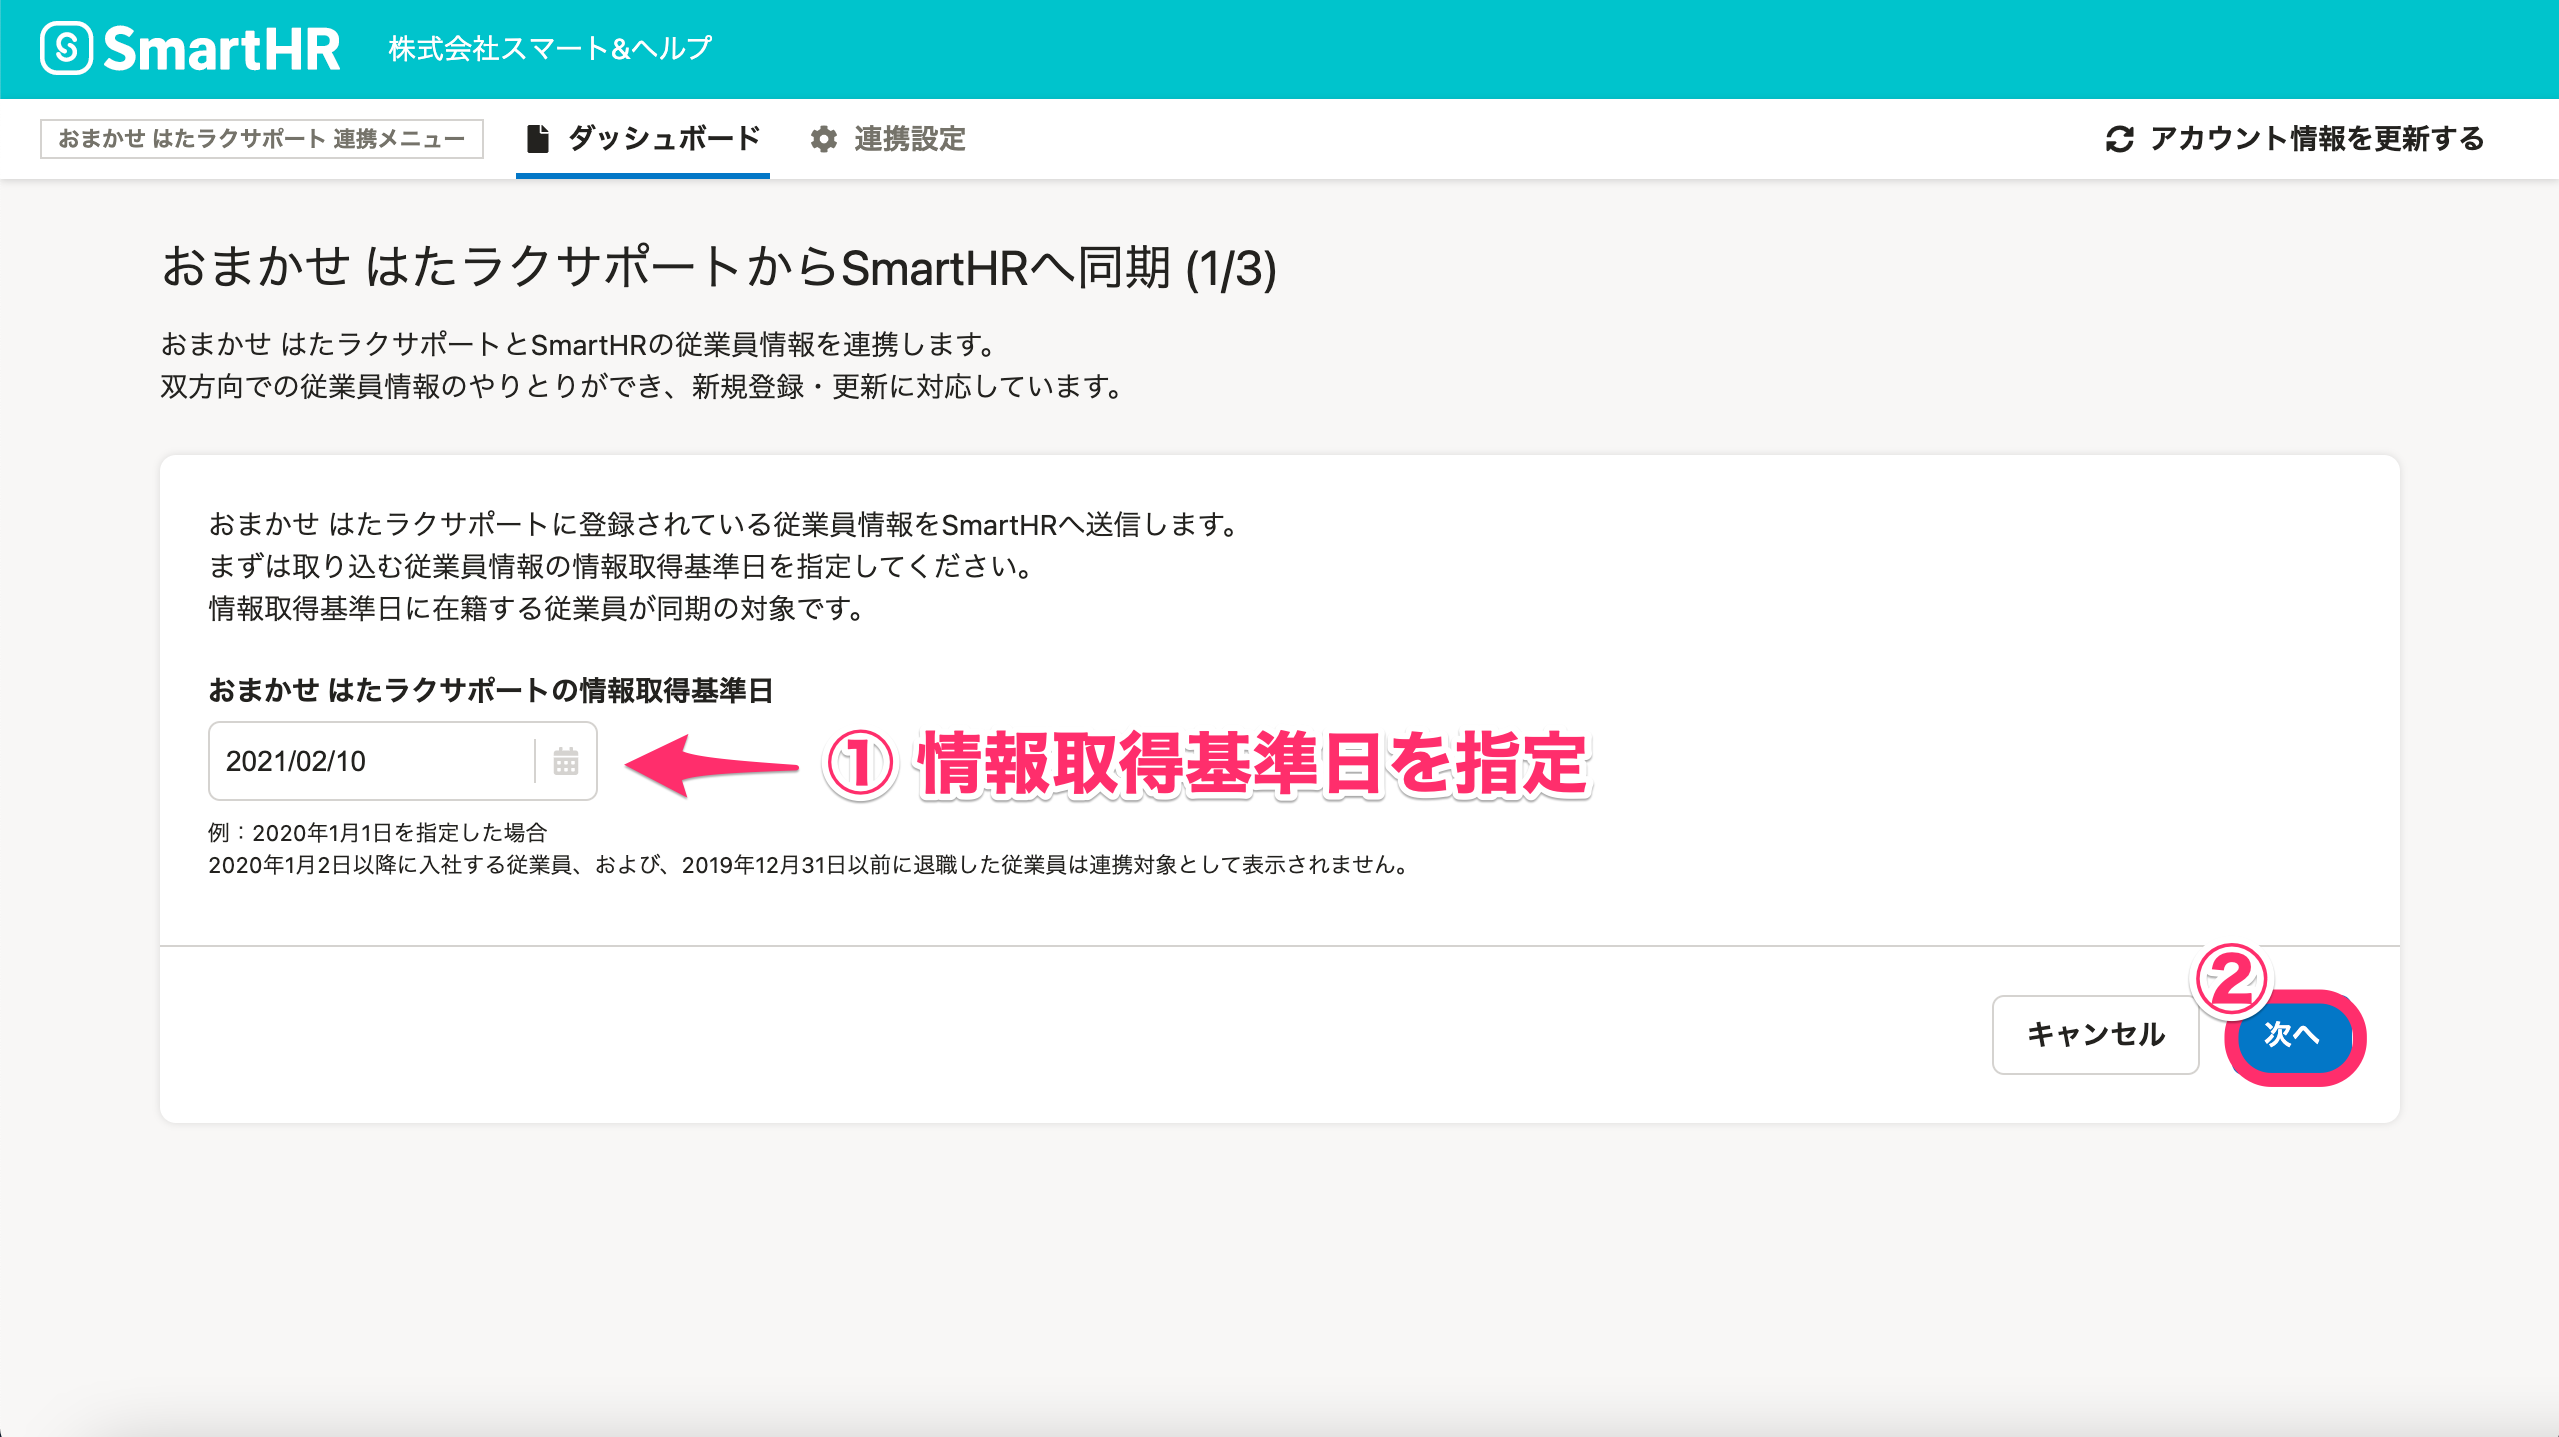 SmartHR 株式会社スマート&ヘルプ
おまかせ はたラクサポート 連携メニュー ダッシュボード 連携設定 アカウント情報を更新する
おまかせ はたラクサポートからSmartHRへ同期 (1/3)
おまかせ はたラクサポートとSmartHRの従業員情報を連携します。
双方向での従業員情報のやりとりができ、新規登録・更新に対応しています。
おまかせ はたラクサポートに登録されている従業員情報をSmartHRへ送信します。
まずは取り込む従業員情報の情報取得基準日を指定してください。
情報取得基準日に在籍する従業員が同期の対象です。
おまかせ はたラクサポートの情報取得基準日
2021/02/10 ① 情報取得基準日を指定
例：2020年1月1日を指定した場合
2020年1月2日以降に入社する従業員、および、2019年12月31日以前に退職した従業員は連携対象として表示されません。
②
キャンセル 次へ